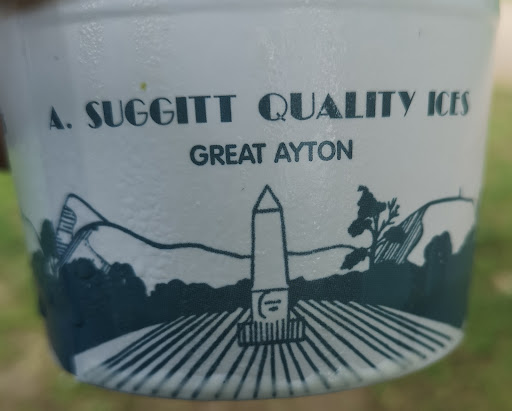 A. SUGGITT QUALITY ICES
GREAT AYTON